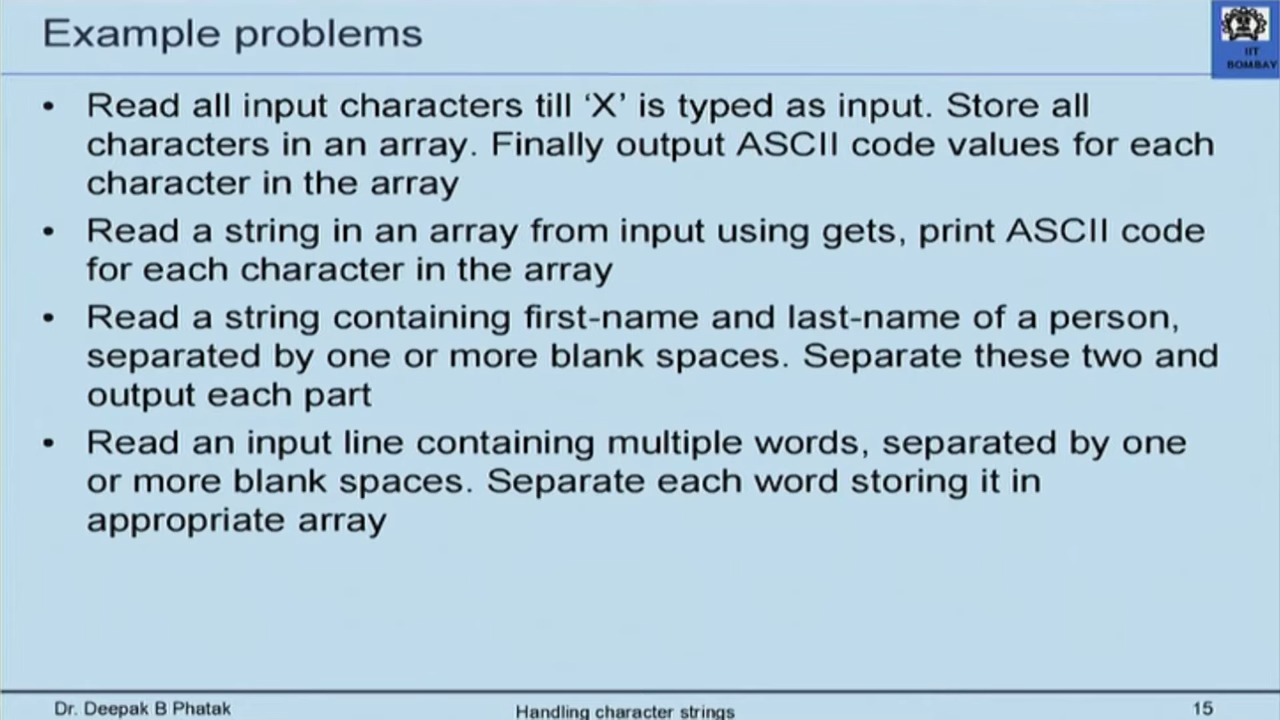 Example problems
IIT
BOMBAY
• Read all input characters till ‘X’ is typed as input. Store all
characters in an array. Finally output ASCII code values for each
character in the array
• Read a string in an array from input using gets, print ASCII code
for each character in the array
• Read a string containing first-name and last-name of a person,
separated by one or more blank spaces. Separate these two and
output each part
• Read an input line containing multiple words, separated by one
or more blank spaces. Separate each word storing it in
appropriate array
Dr. Deepak B Phatak
Handling character strings
15